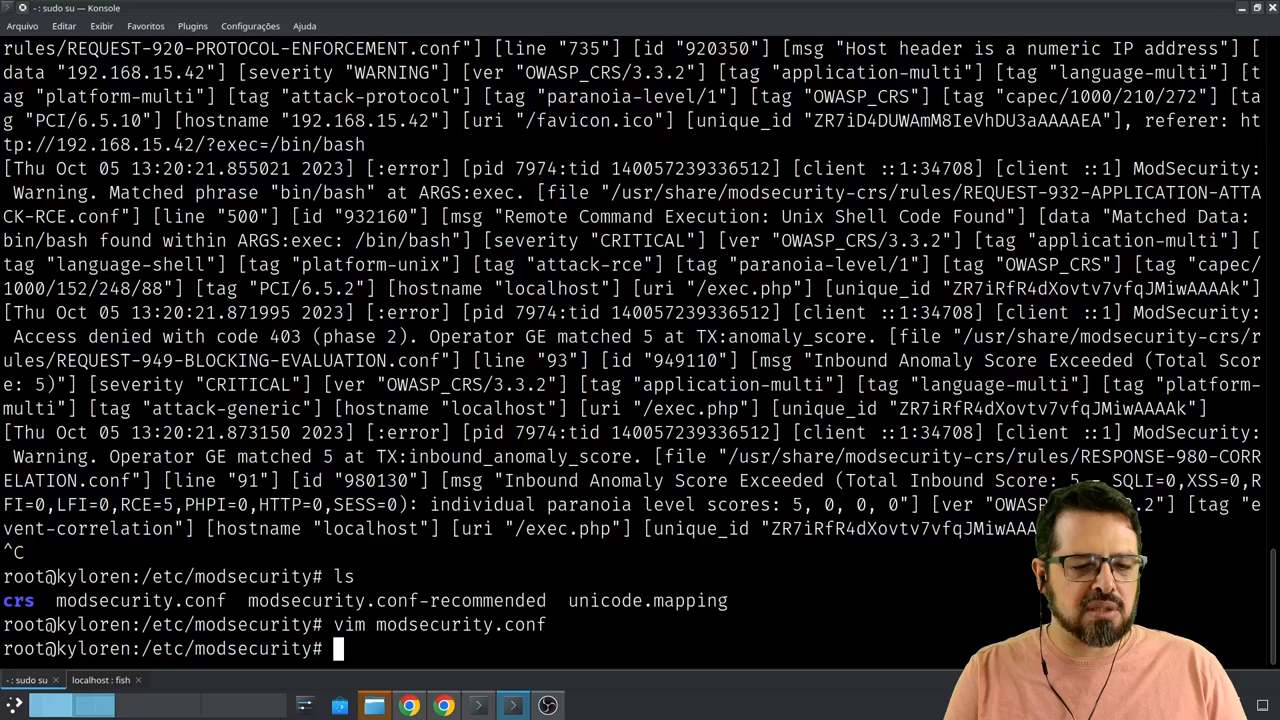 - : sudo su — Konsole
Arquivo Editar Exibir Favoritos Plugins Configurações Ajuda
rules/REQUEST-920-PROTOCOL-ENFORCEMENT.conf"] [line "735"] [id "920350"] [msg "Host header is a numeric IP address"] [
data "192.168.15.42"] [severity "WARNING"] [ver "OWASP_CRS/3.3.2"] [tag "application-multi"] [tag "language-multi"] [t
ag "platform-multi"] [tag "attack-protocol"] [tag "paranoia-level/1"] [tag "OWASP_CRS"] [tag "capec/1000/210/272"] [ta
g "PCI/6.5.10"] [hostname "192.168.15.42"] [uri "/favicon.ico"] [unique_id "ZR7iD4DUWAmM8IeVhDU3aAAAAEA"], referer: ht
tp://192.168.15.42/?exec=/bin/bash
[Thu Oct 05 13:20:21.855021 2023] [:error] [pid 7974:tid 140057239336512] [client ::1:34708] [client ::1] ModSecurity:
Warning. Matched phrase "bin/bash" at ARGS:exec. [file "/usr/share/modsecurity-crs/rules/REQUEST-932-APPLICATION-ATTA
CK-RCE.conf"] [line "500"] [id "932160"] [msg "Remote Command Execution: Unix Shell Code Found"] [data "Matched Data:
bin/bash found within ARGS:exec: /bin/bash"] [severity "CRITICAL"] [ver "OWASP_CRS/3.3.2"] [tag "application-multi"] [
tag "language-shell"] [tag "platform-unix"] [tag "attack-rce"] [tag "paranoia-level/1"] [tag "OWASP_CRS"] [tag "capec/
1000/152/248/88"] [tag "PCI/6.5.2"] [hostname "localhost"] [uri "/exec.php"] [unique_id "ZR7iRfR4dXovtv7vfqJMiwAAAAk"]
[Thu Oct 05 13:20:21.871995 2023] [:error] [pid 7974:tid 140057239336512] [client ::1:34708] [client ::1] ModSecurity:
Access denied with code 403 (phase 2). Operator GE matched 5 at TX:anomaly_score. [file "/usr/share/modsecurity-crs/r
ules/REQUEST-949-BLOCKING-EVALUATION.conf"] [line "93"] [id "949110"] [msg "Inbound Anomaly Score Exceeded (Total Scor
e: 5)"] [severity "CRITICAL"] [ver "OWASP_CRS/3.3.2"] [tag "application-multi"] [tag "language-multi"] [tag "platform-
multi"] [tag "attack-generic"] [hostname "localhost"] [uri "/exec.php"] [unique_id "ZR7iRfR4dXovtv7vfqJMiwAAAAk"]
[Thu Oct 05 13:20:21.873150 2023] [:error] [pid 7974:tid 140057239336512] [client ::1:34708] [client ::1] ModSecurity:
Warning. Operator GE matched 5 at TX:inbound_anomaly_score. [file "/usr/share/modsecurity-crs/rules/RESPONSE-980-CORR
ELATION.conf"] [line "91"] [id "980130"] [msg "Inbound Anomaly Score Exceeded (Total Inbound Score: 5 - SQLI=0,XSS=0,R
FI=0,LFI=0,RCE=5,PHPI=0,HTTP=0,SESS=0): individual paranoia level scores: 5, 0, 0, 0"] [ver "OWA .2"] [tag "e
vent-correlation"] [hostname "localhost"] [uri "/exec.php"] [unique_id "ZR7iRfR4dXovtv7vfqJMiwAAA
^C
root@kyloren:/etc/modsecurity# ls
crs modsecurity.conf modsecurity.conf-recommended unicode.mapping
root@kyloren:/etc/modsecurity# vim modsecurity.conf
root@kyloren:/etc/modsecurity#
- : sudo su localhost : fish